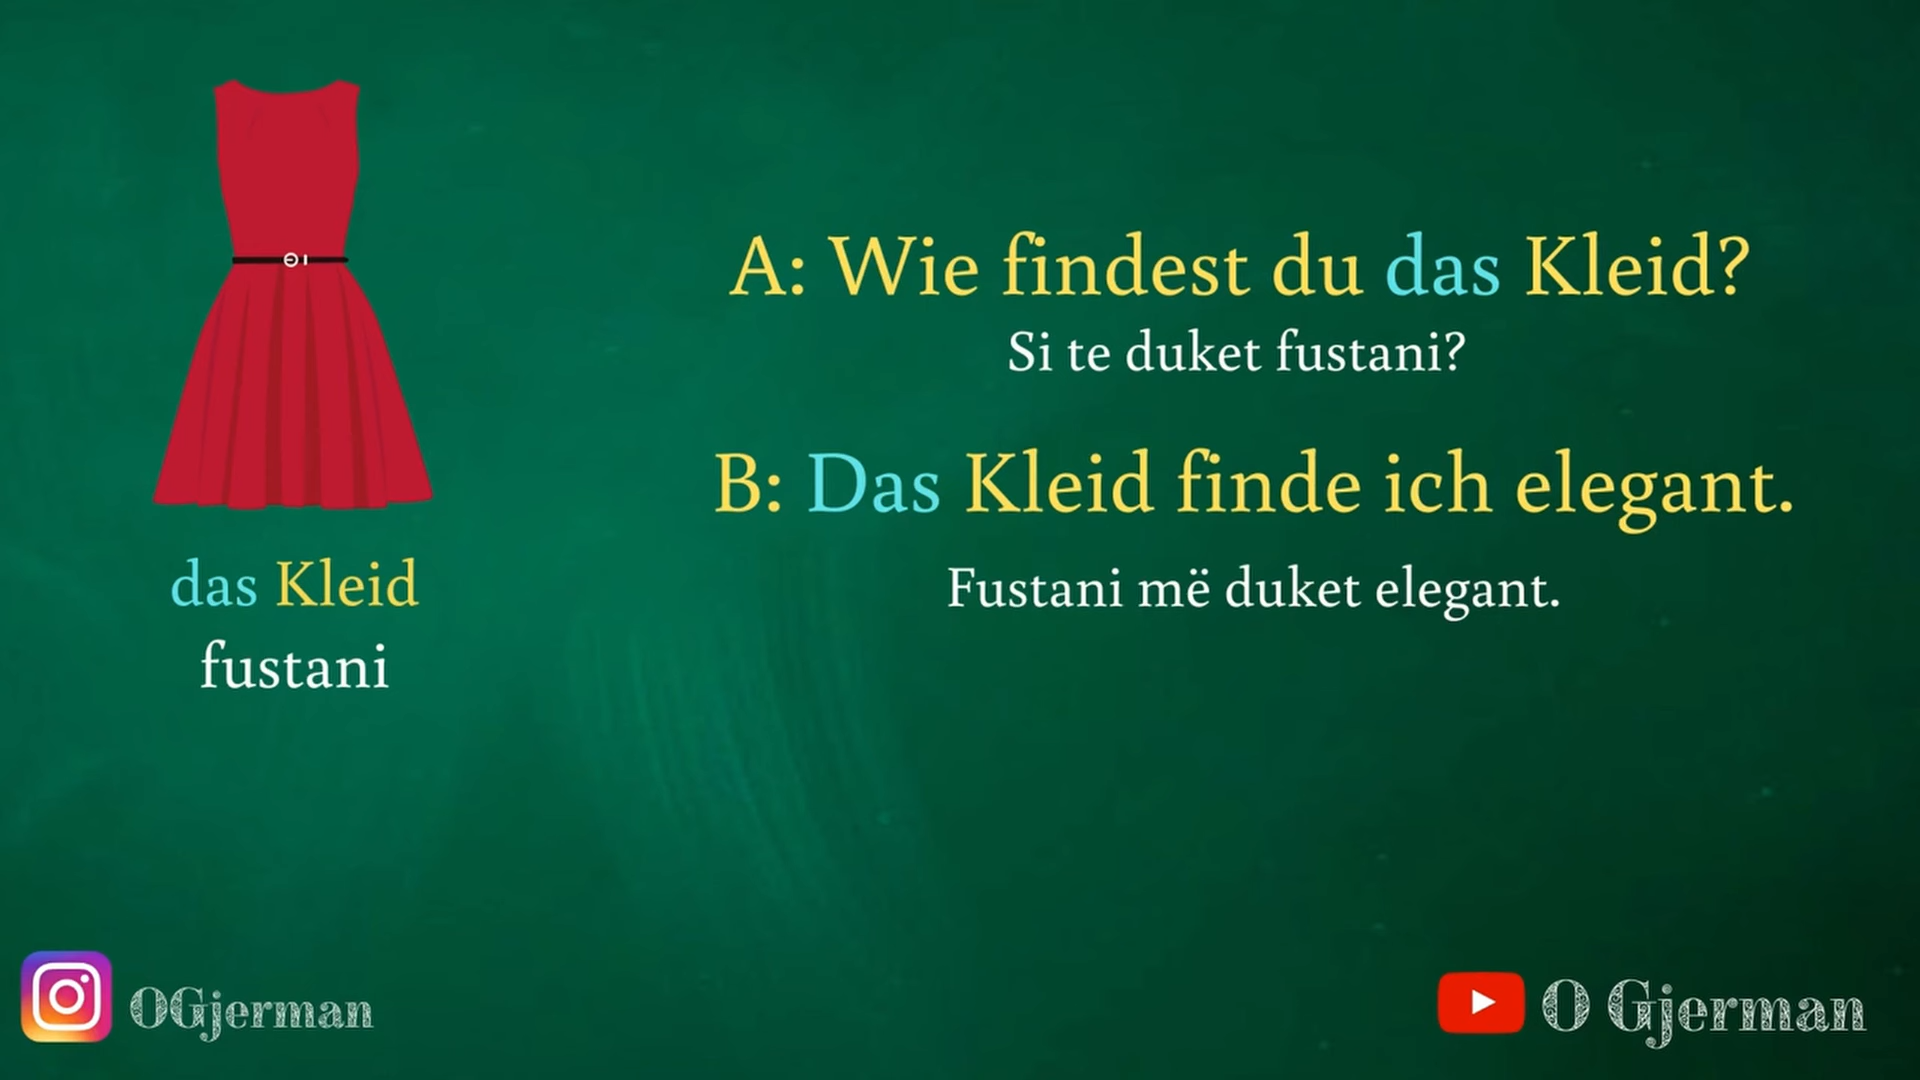 das Kleid
fustani
A: Wie findest du das Kleid?
Si te duket fustani?
B: Das Kleid finde ich elegant.
Fustani më duket elegant.
OGjerman
O Gjerman